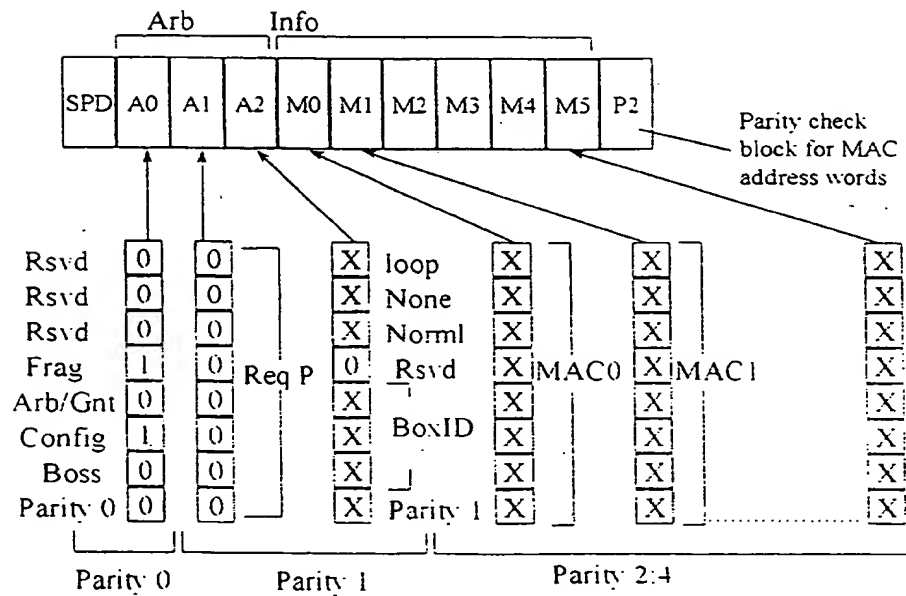 Arb Info
SPD A0 A1 A2 M0 M1 M2 M3 M4 M5 P2
Parity check
block for MAC
address words
Rsvd 0 0 X loop X X X
Rsvd 0 0 X None X X X
Rsvd 0 0 X Norml X X X
Frag 1 0 Req P 0 Rsvd X MAC0 X MAC1 X
Arb/Gnt 0 0 X X X X
Config 1 0 X BoxID X X X
Boss 0 0 X X X X
Parity 0 0 0 X Parity 1 X X X
Parity 0 Parity 1 Parity 2:4